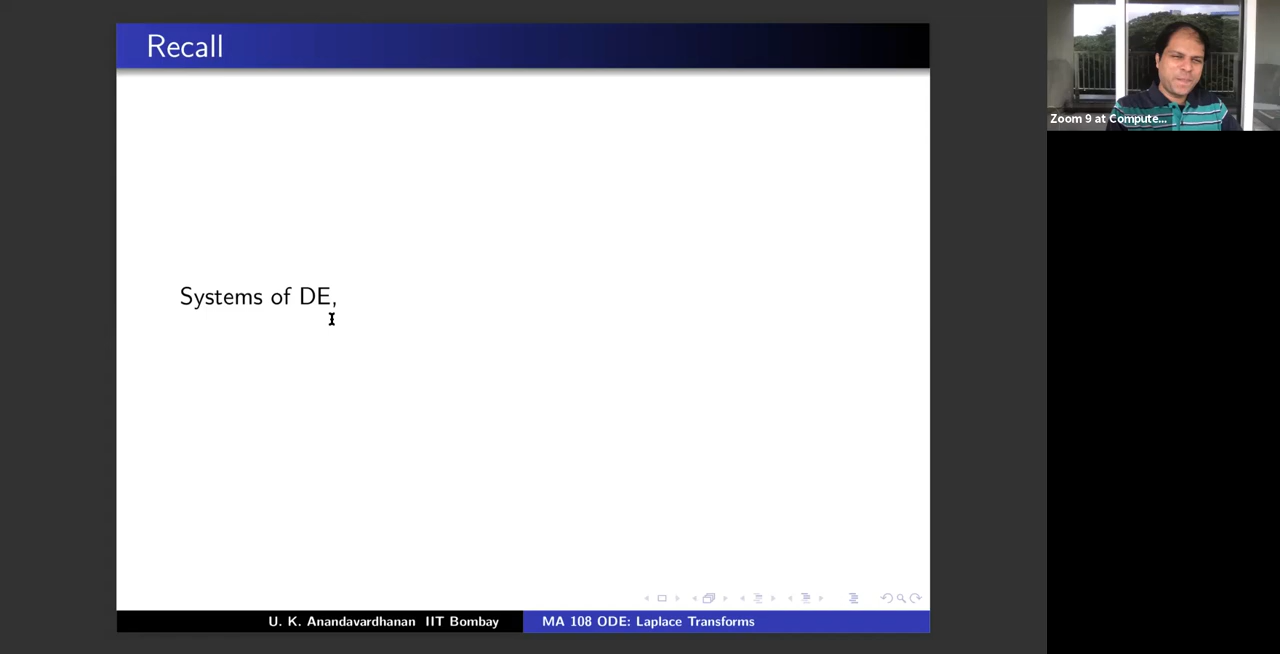 Recall
Zoom 9 at Compute...
Systems of DE,
U. K. Anandavardhanan IIT Bombay
MA 108 ODE: Laplace Transforms